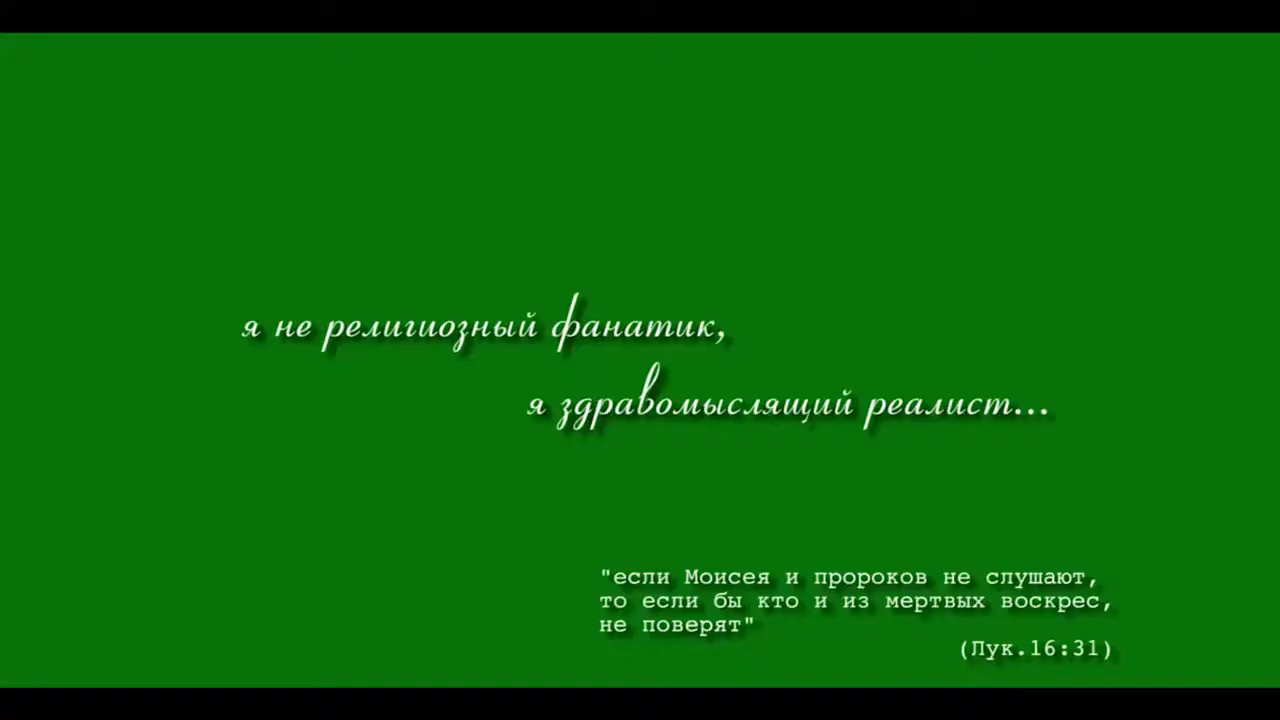 я не религиозный фанатик,
я здравомыслящий реалист...
"если Моисея и пророков не слушают,
то если бы кто и из мертвых воскрес,
не поверят"
(Лук.16:31)